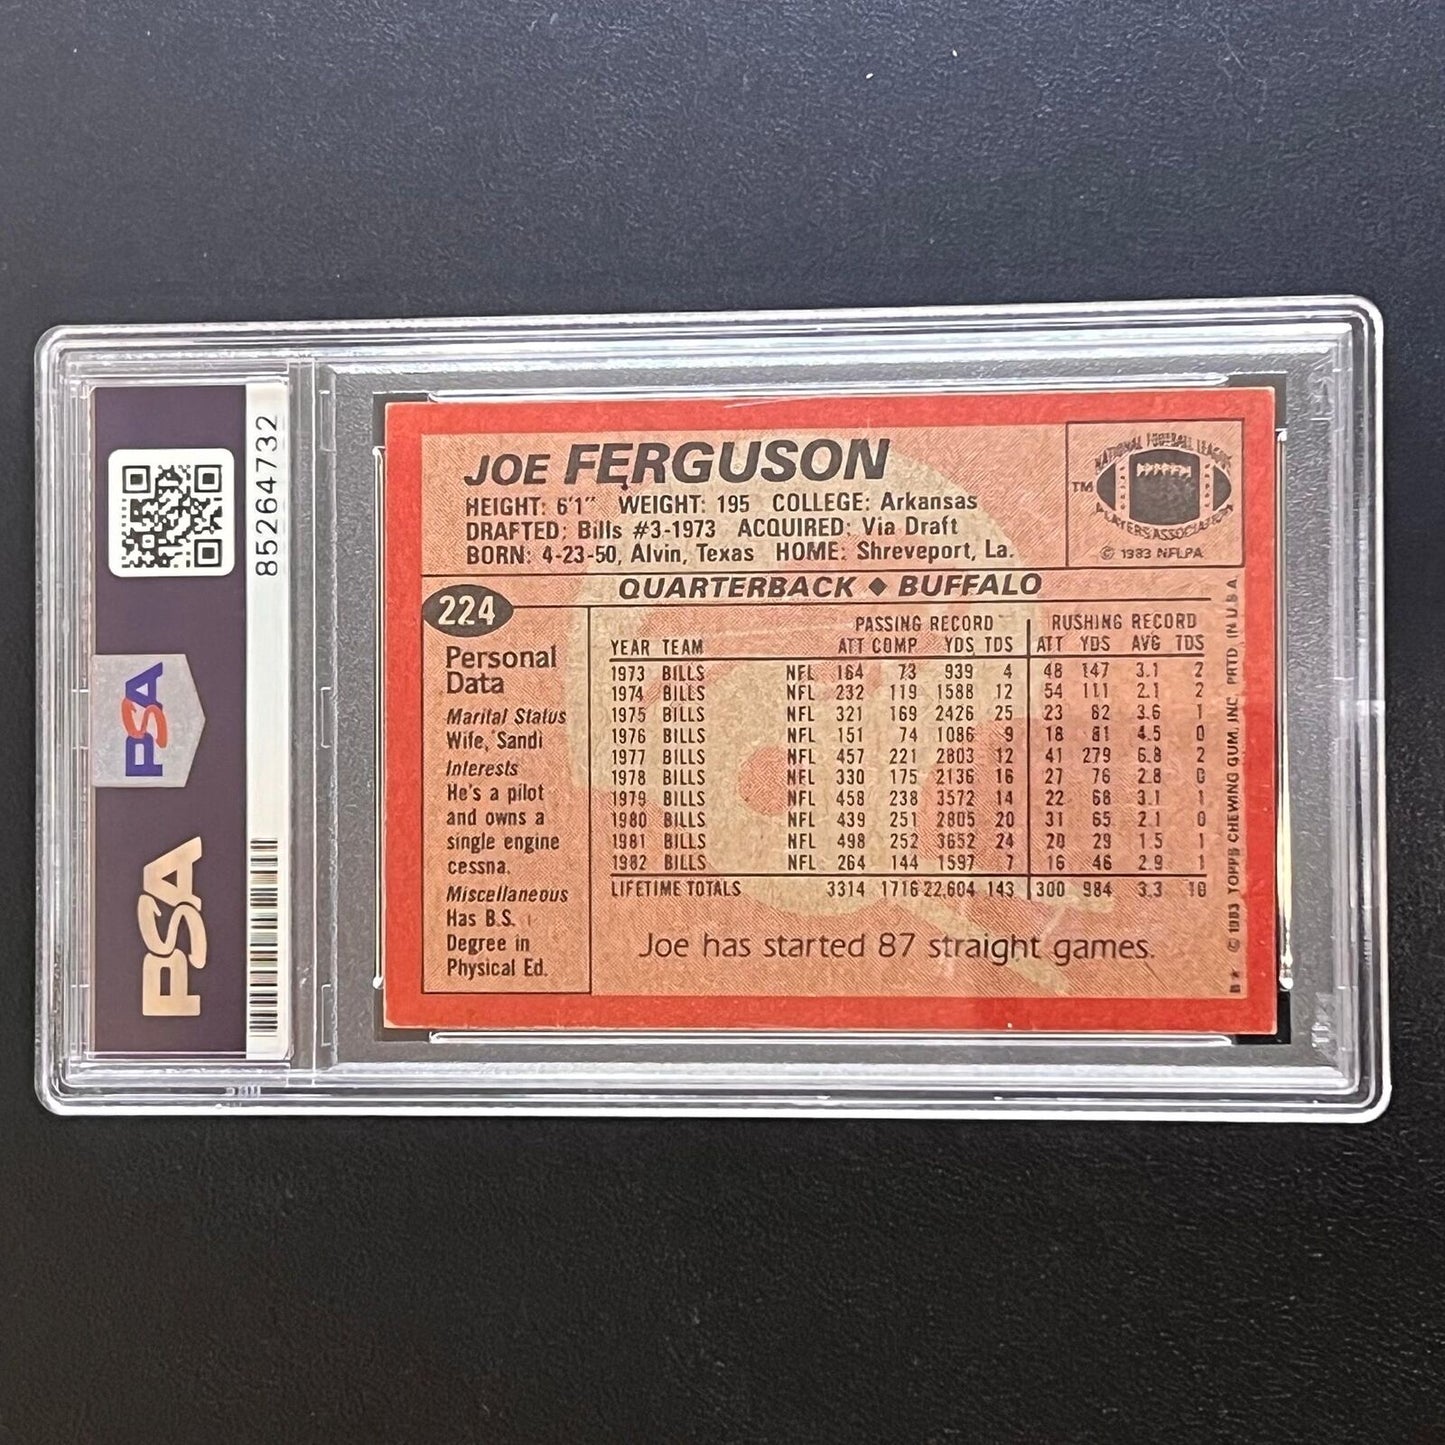 85264732
PSA
PSA
JOE FERGUSON
HEIGHT: 6'1" WEIGHT: 195 COLLEGE: Arkansas
DRAFTED: Bills #3-1973 ACQUIRED: Via Draft
BORN: 4-23-50, Alvin, Texas HOME: Shreveport, La.
NATIONAL FOOTBALL LEAGUE
TM
PLAYERS ASSOCIATION
© 1983 NFLPA
QUARTERBACK ◆ BUFFALO
224
Personal
Data
Marital Status
Wife, Sandi
Interests
He's a pilot
and owns a
single engine
cessna.
Miscellaneous
Has B.S.
Degree in
Physical Ed.
PASSING RECORD RUSHING RECORD
YEAR TEAM ATT COMP YDS TDS ATT YDS AVG TDS
1973 BILLS NFL 164 73 939 4 48 147 3.1 2
1974 BILLS NFL 232 119 1588 12 54 111 2.1 2
1975 BILLS NFL 321 169 2426 25 23 82 3.6 1
1976 BILLS NFL 151 74 1086 9 18 81 4.5 0
1977 BILLS NFL 457 221 2803 12 41 279 6.8 2
1978 BILLS NFL 330 175 2136 16 27 76 2.8 0
1979 BILLS NFL 458 238 3572 14 22 68 3.1 1
1980 BILLS NFL 439 251 2805 20 31 65 2.1 0
1981 BILLS NFL 498 252 3652 24 20 29 1.5 1
1982 BILLS NFL 264 144 1597 7 16 46 2.9 1
LIFETIME TOTALS 3314 1716 22,604 143 300 984 3.3 10
Joe has started 87 straight games.
B★ © 1983 TOPPS CHEWING GUM, INC. PRTD. IN U.S.A.